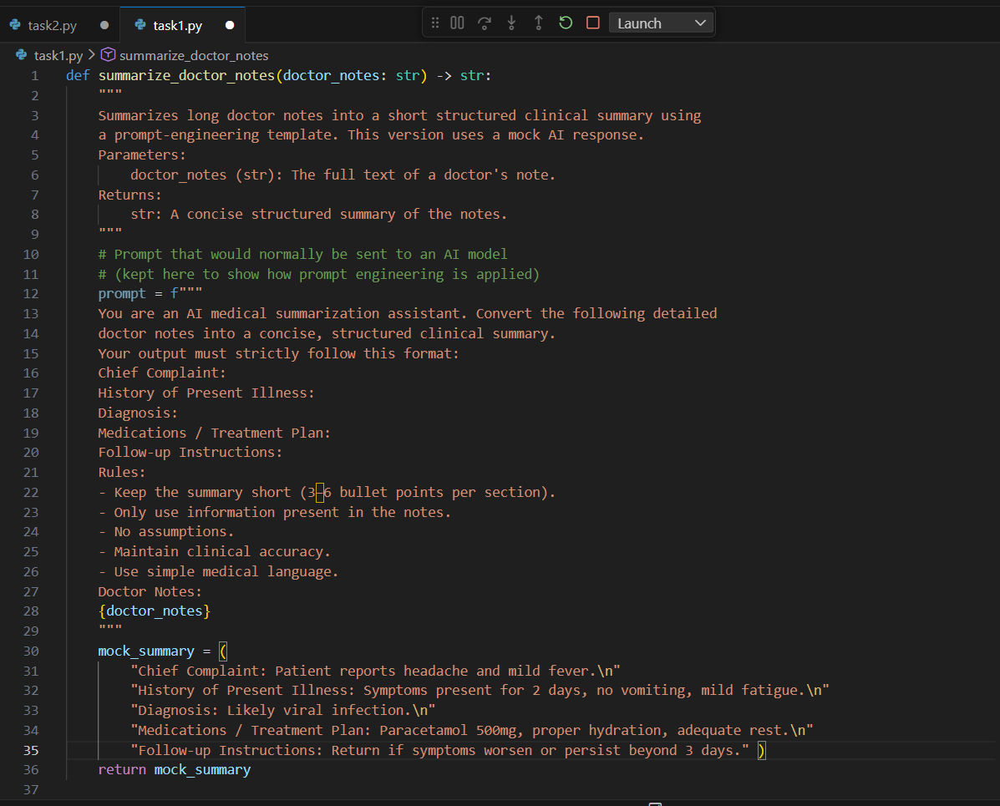 task2.py
task1.py
Launch
task1.py > summarize_doctor_notes
1 def summarize_doctor_notes(doctor_notes: str) -> str:
2 """
3 Summarizes long doctor notes into a short structured clinical summary using
4 a prompt-engineering template. This version uses a mock AI response.
5 Parameters:
6 doctor_notes (str): The full text of a doctor's note.
7 Returns:
8 str: A concise structured summary of the notes.
9 """
10 # Prompt that would normally be sent to an AI model
11 # (kept here to show how prompt engineering is applied)
12 prompt = f"""
13 You are an AI medical summarization assistant. Convert the following detailed
14 doctor notes into a concise, structured clinical summary.
15 Your output must strictly follow this format:
16 Chief Complaint:
17 History of Present Illness:
18 Diagnosis:
19 Medications / Treatment Plan:
20 Follow-up Instructions:
21 Rules:
22 - Keep the summary short (3–6 bullet points per section).
23 - Only use information present in the notes.
24 - No assumptions.
25 - Maintain clinical accuracy.
26 - Use simple medical language.
27 Doctor Notes:
28 {doctor_notes}
29 """
30 mock_summary = (
31 "Chief Complaint: Patient reports headache and mild fever.\n"
32 "History of Present Illness: Symptoms present for 2 days, no vomiting, mild fatigue.\n"
33 "Diagnosis: Likely viral infection.\n"
34 "Medications / Treatment Plan: Paracetamol 500mg, proper hydration, adequate rest.\n"
35 "Follow-up Instructions: Return if symptoms worsen or persist beyond 3 days." )
36 return mock_summary
37